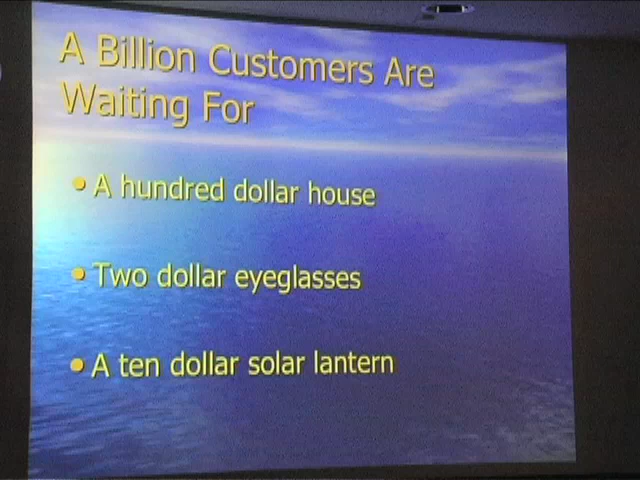 A Billion Customers Are
Waiting For
• A hundred dollar house
• Two dollar eyeglasses
• A ten dollar solar lantern